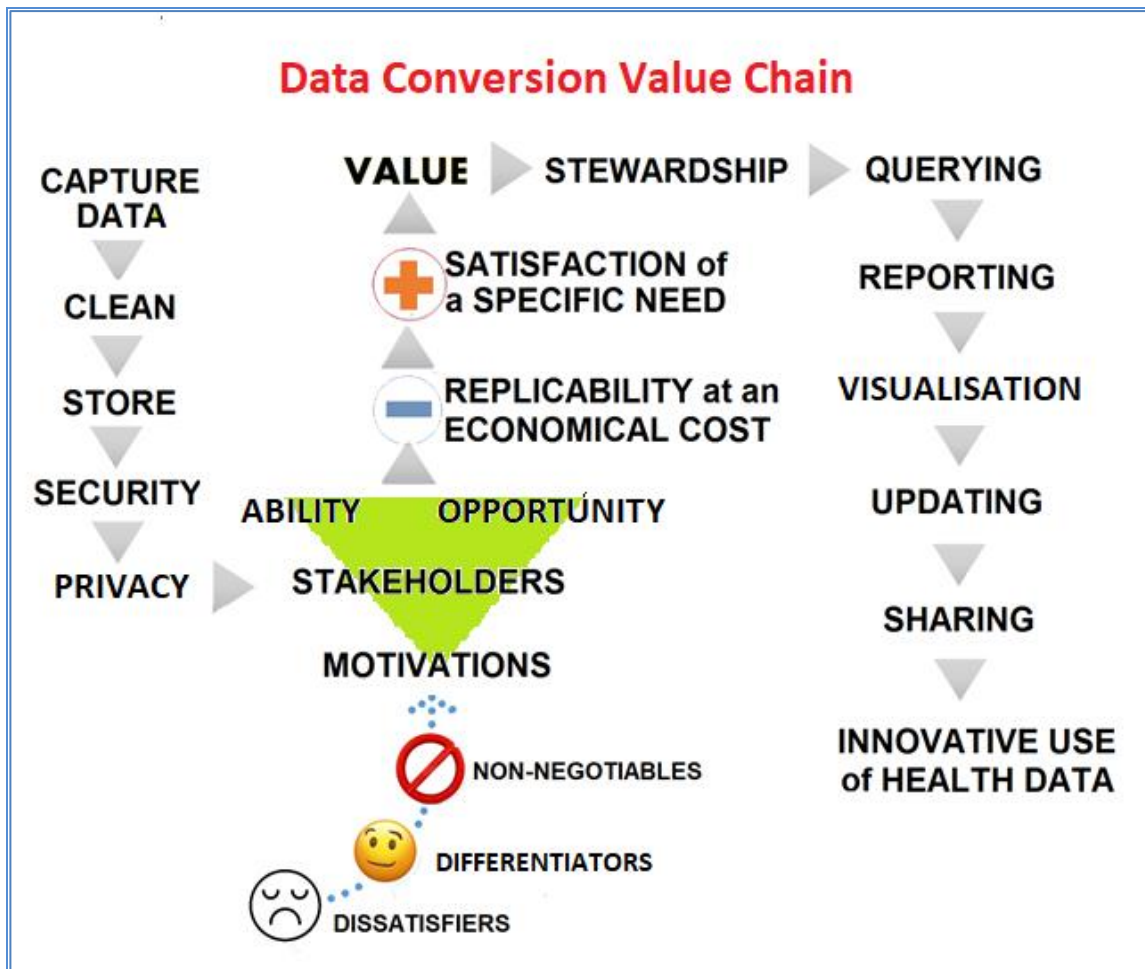 Data Conversion Value Chain
CAPTURE
DATA
CLEAN
STORE
SECURITY
PRIVACY
STAKEHOLDERS
ABILITY
OPPORTUNITY
MOTIVATIONS
NON-NEGOTIABLES
DIFFERENTIATORS
DISSATISFIERS
REPLICABILITY at an
ECONOMICAL COST
SATISFACTION of
a SPECIFIC NEED
VALUE
STEWARDSHIP
QUERYING
REPORTING
VISUALISATION
UPDATING
SHARING
INNOVATIVE USE
of HEALTH DATA